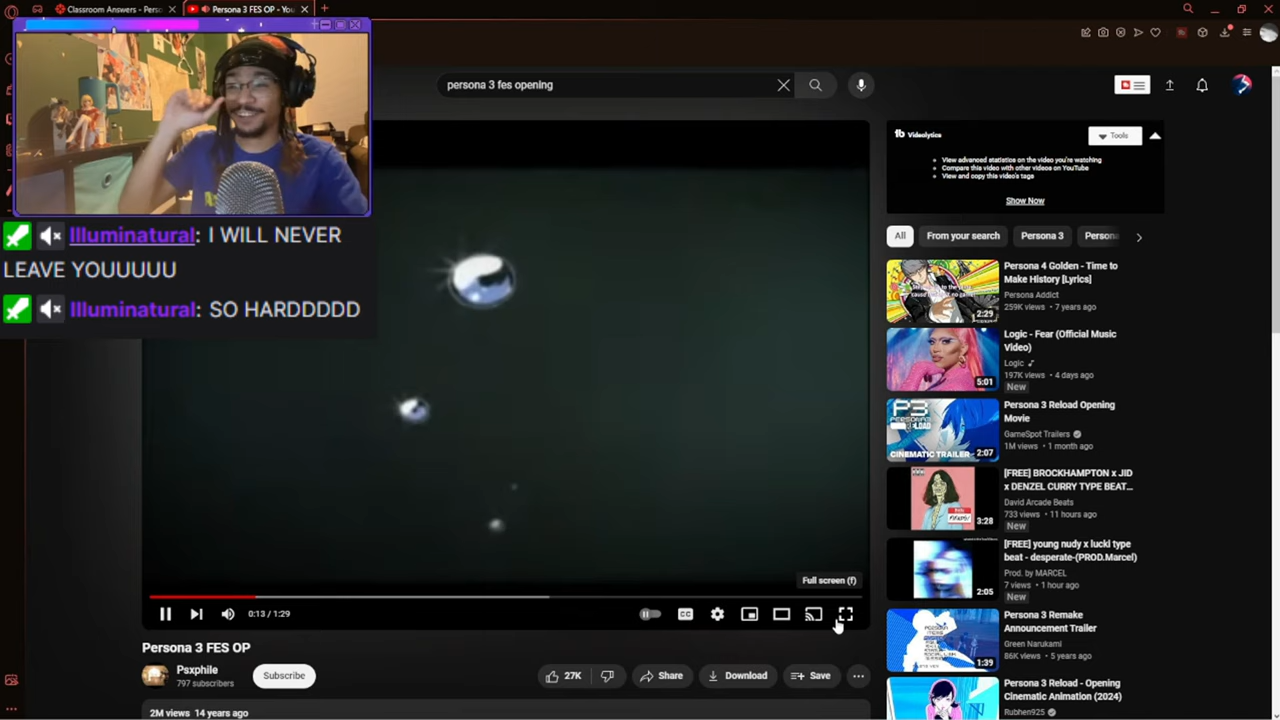 Classroom Answers - Perso
Persona 3 FES OP - You
persona 3 fes opening
Illuminatural: I WILL NEVER
LEAVE YOUUUUU
Illuminatural: SO HARDDDDD
Full screen (f)
0:13 / 1:29
CC
Persona 3 FES OP
Psxphile
797 subscribers
Subscribe
27K
Share
Download
Save
2M views 14 years ago
Videolytics
Tools
View advanced statistics on the video you're watching
Compare this video with other videos on YouTube
View and copy this video's tags
Show Now
All
From your search
Persona 3
Persona
Persona 4 Golden - Time to
Make History [Lyrics]
Persona Addict
259K views • 7 years ago
2:29
Logic - Fear (Official Music
Video)
Logic
197K views • 4 days ago
New
5:01
Persona 3 Reload Opening
Movie
GameSpot Trailers
1M views • 1 month ago
P3
CINEMATIC TRAILER
2:07
[FREE] BROCKHAMPTON x JID
x DENZEL CURRY TYPE BEAT...
David Arcade Beats
733 views • 11 hours ago
New
3:28
[FREE] young nudy x lucki type
beat - desperate-(PROD.Marcel)
Prod. by MARCEL
7 views • 1 hour ago
New
2:05
Persona 3 Remake
Announcement Trailer
Green Narukami
86K views • 5 years ago
1:39
Persona 3 Reload - Opening
Cinematic Animation (2024)
Rubhen925